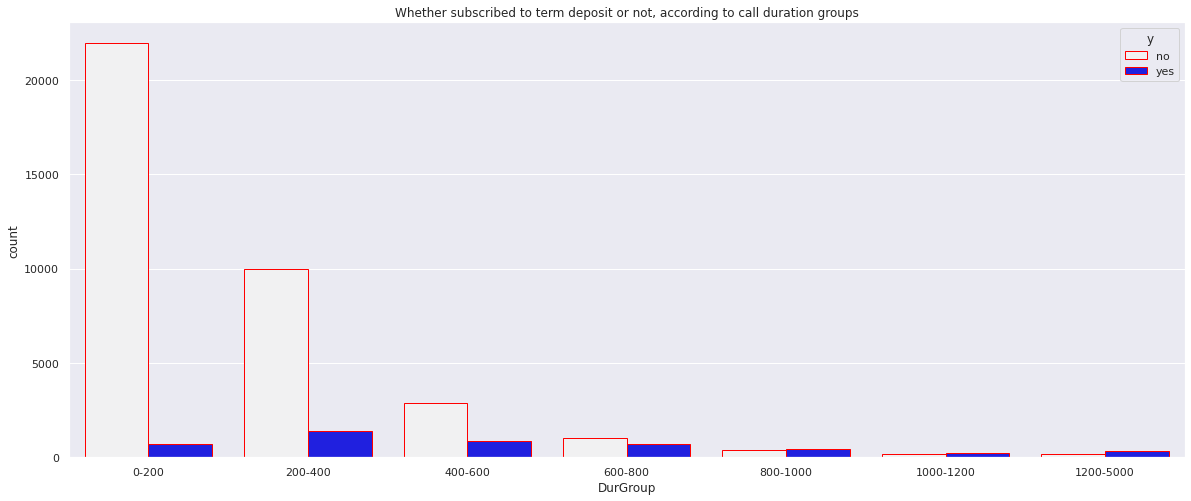 Whether subscribed to term deposit or not, according to call duration groups
y
no
yes
20000
15000
10000
5000
0
count
0-200
200-400
400-600
600-800
800-1000
1000-1200
1200-5000
DurGroup